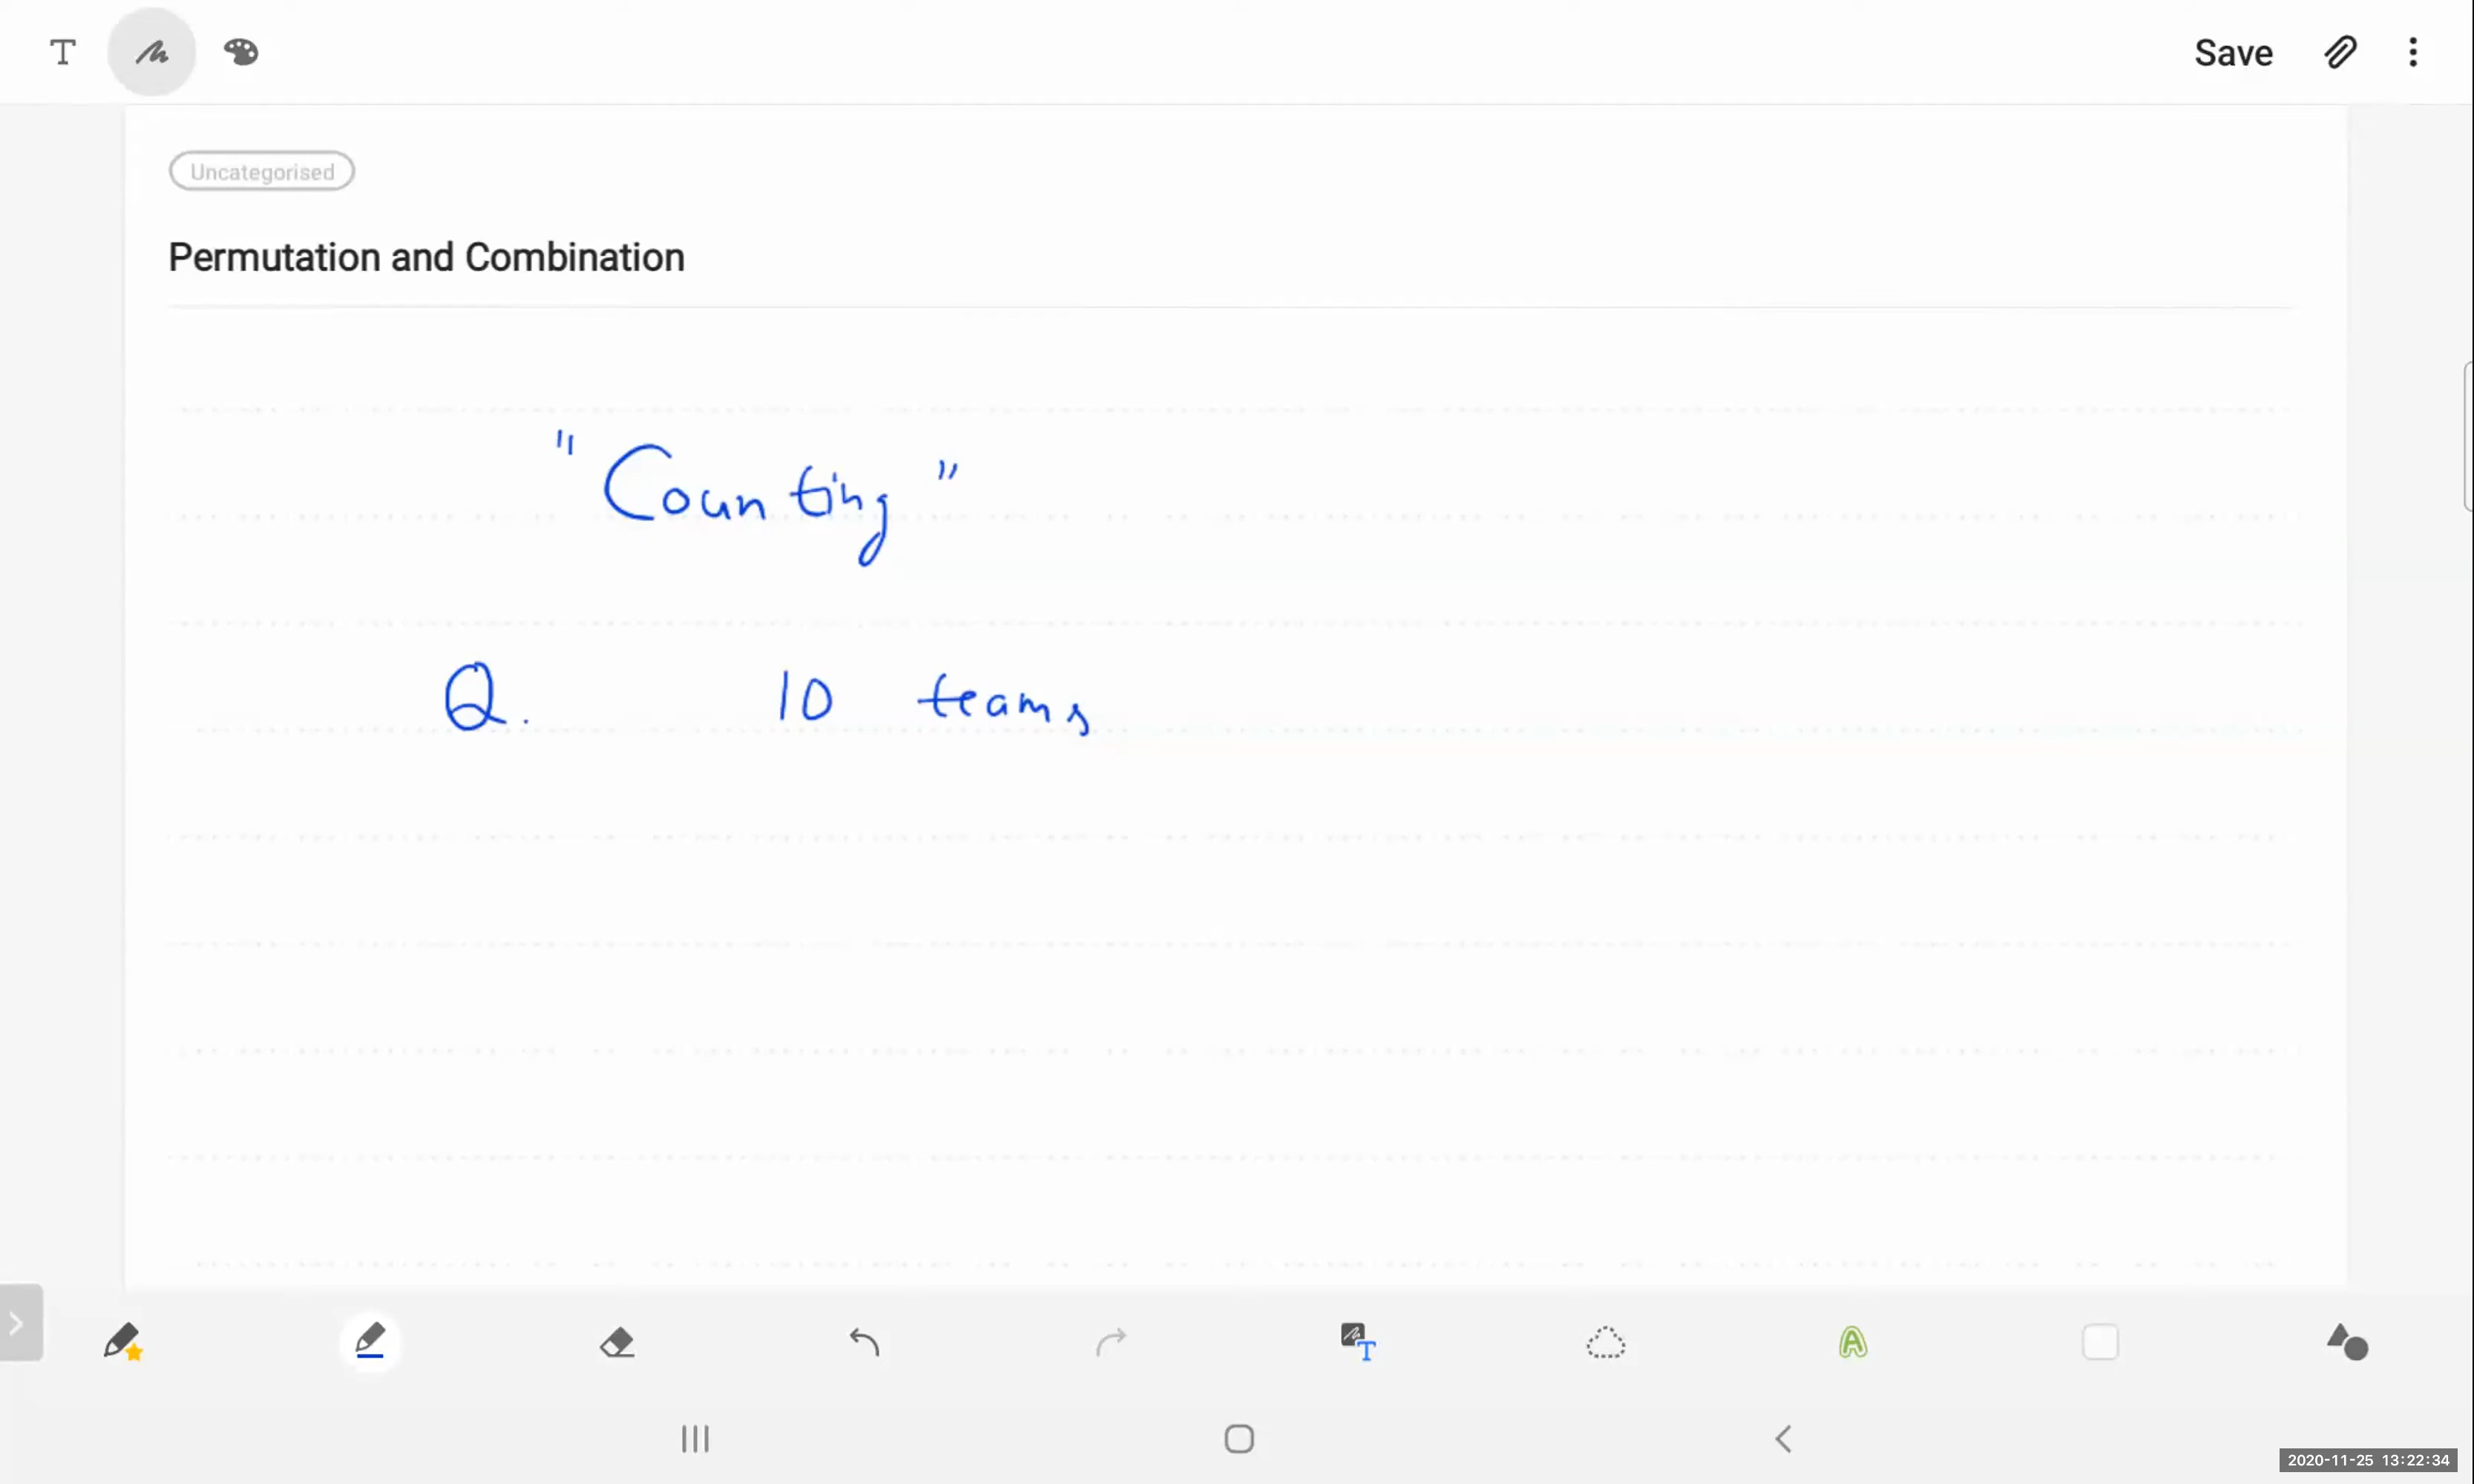 Save
Uncategorised
Permutation and Combination
"Counting"
Q. 10 teams
2020-11-25 13:22:34